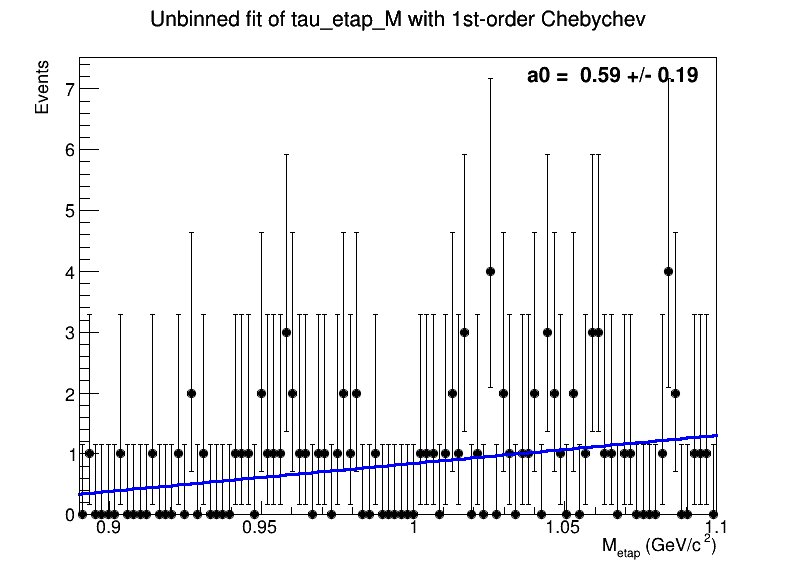 Unbinned fit of tau_etap_M with 1st-order Chebychev
Events
a0 = 0.59 +/- 0.19
7
6
5
4
3
2
1
0
0.9 0.95 1 1.05 1.1
M_etap (GeV/c^2)